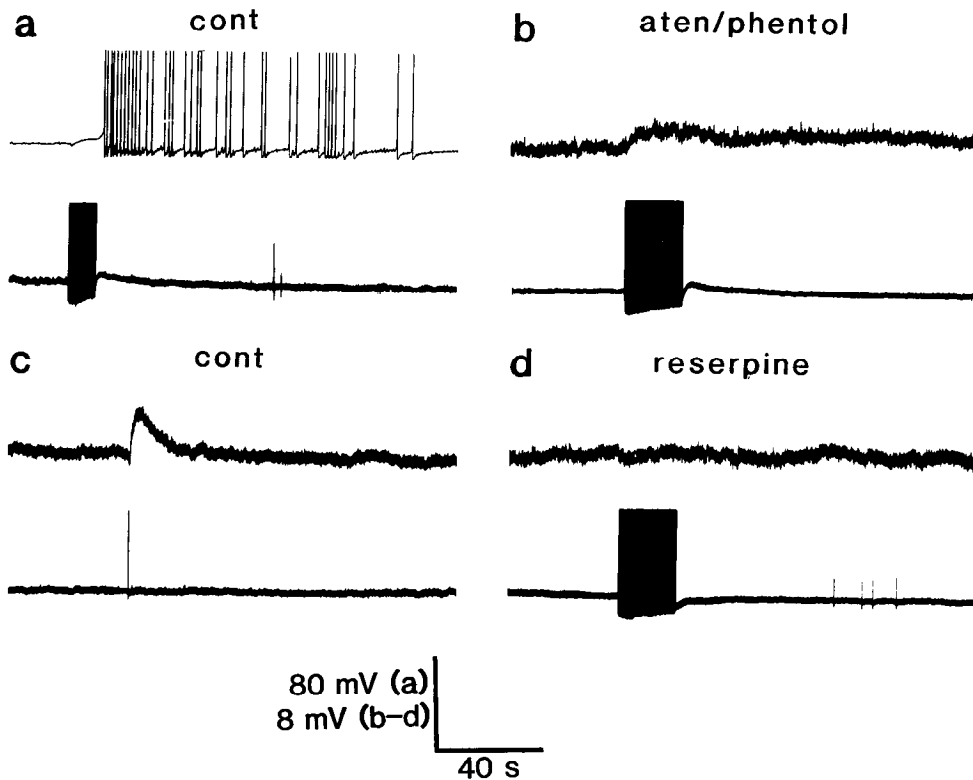 a
cont
b
aten/phentol
c
cont
d
reserpine
80 mV (a)
8 mV (b-d)
40 s